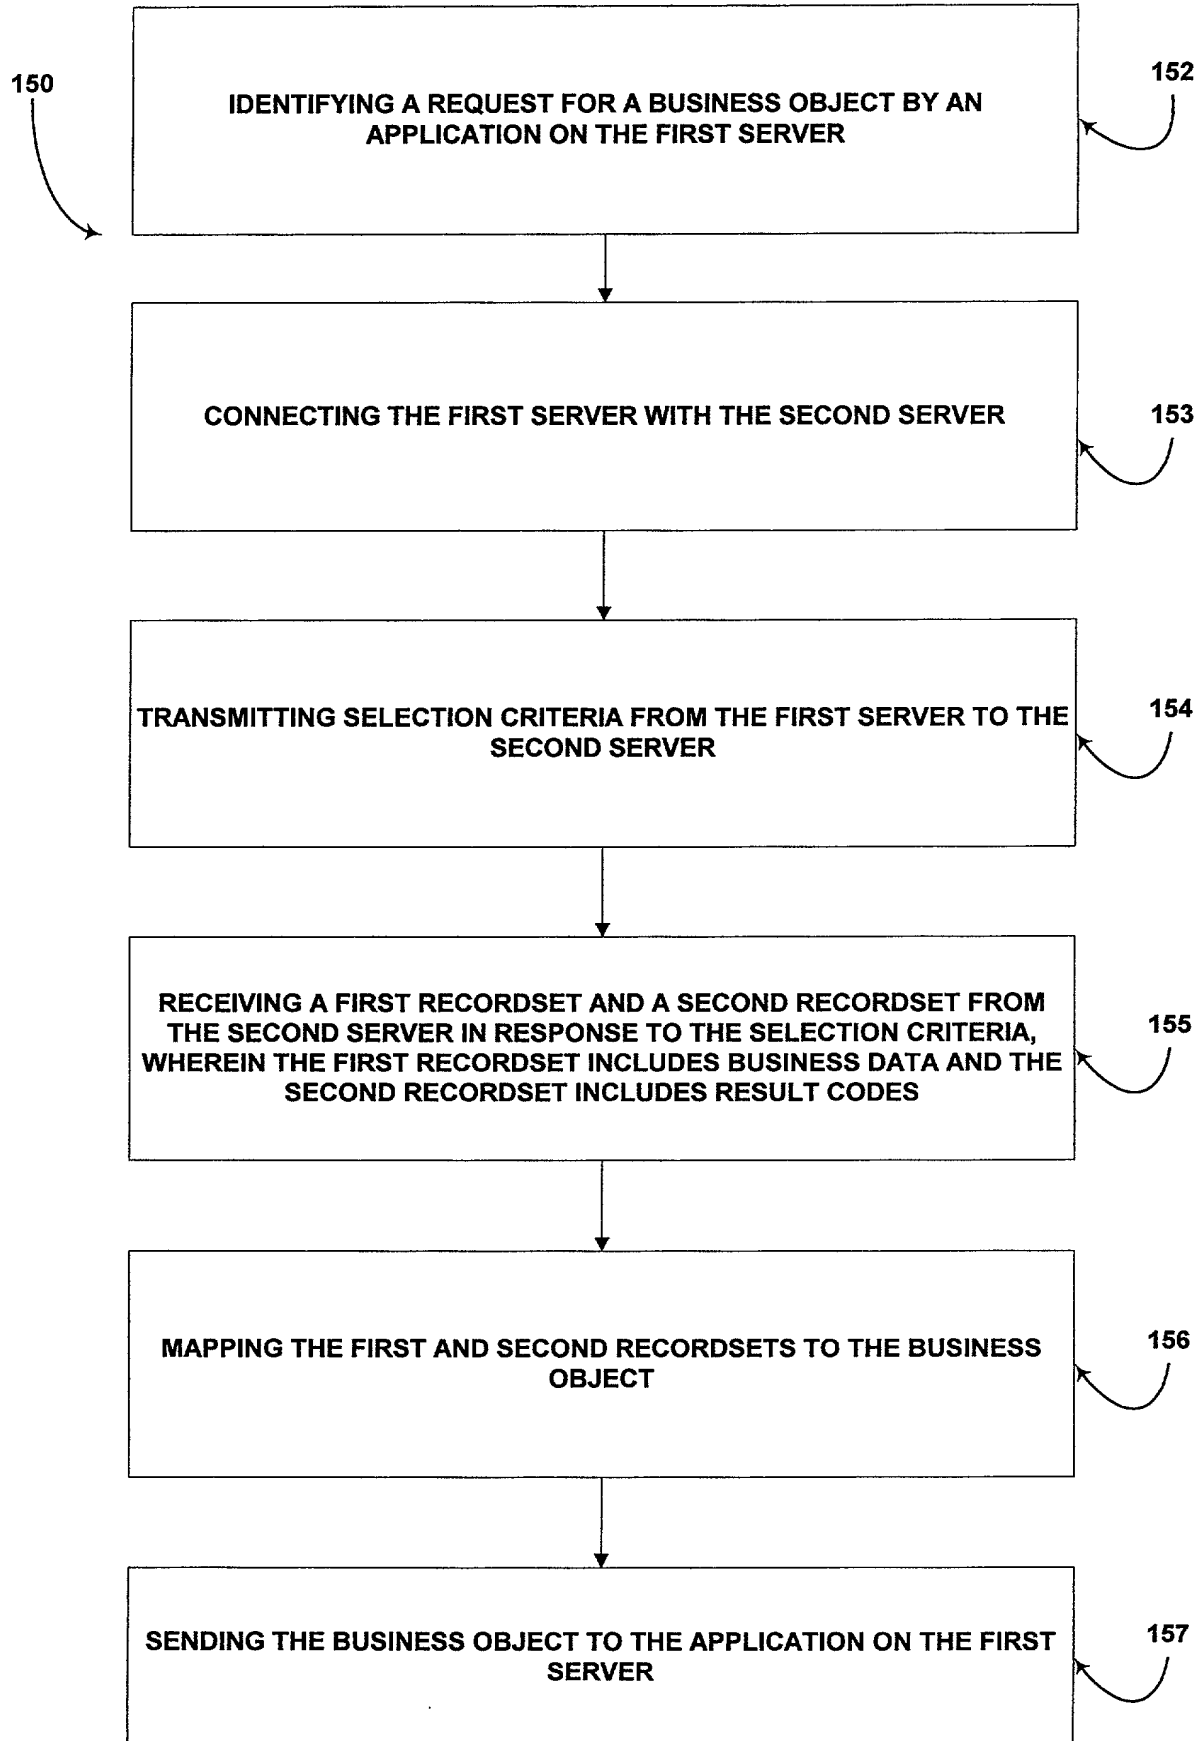 150
152
IDENTIFYING A REQUEST FOR A BUSINESS OBJECT BY AN
APPLICATION ON THE FIRST SERVER
CONNECTING THE FIRST SERVER WITH THE SECOND SERVER
153
TRANSMITTING SELECTION CRITERIA FROM THE FIRST SERVER TO THE
SECOND SERVER
154
RECEIVING A FIRST RECORDSET AND A SECOND RECORDSET FROM
THE SECOND SERVER IN RESPONSE TO THE SELECTION CRITERIA,
WHEREIN THE FIRST RECORDSET INCLUDES BUSINESS DATA AND THE
SECOND RECORDSET INCLUDES RESULT CODES
155
MAPPING THE FIRST AND SECOND RECORDSETS TO THE BUSINESS
OBJECT
156
SENDING THE BUSINESS OBJECT TO THE APPLICATION ON THE FIRST
SERVER
157